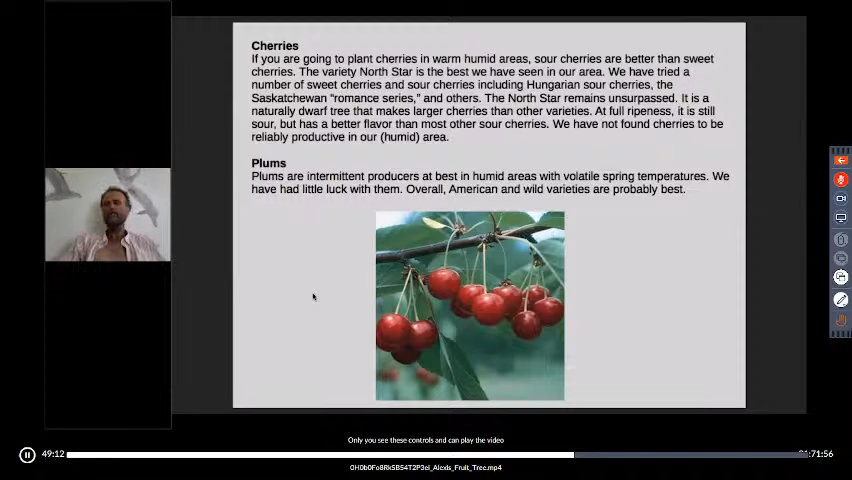 Cherries
If you are going to plant cherries in warm humid areas, sour cherries are better than sweet
cherries. The variety North Star is the best we have seen in our area. We have tried a
number of sweet cherries and sour cherries including Hungarian sour cherries, the
Saskatchewan "romance series," and others. The North Star remains unsurpassed. It is a
naturally dwarf tree that makes larger cherries than other varieties. At full ripeness, it is still
sour, but has a better flavor than most other sour cherries. We have not found cherries to be
reliably productive in our (humid) area.
Plums
Plums are intermittent producers at best in humid areas with volatile spring temperatures. We
have had little luck with them. Overall, American and wild varieties are probably best.
Only you see these controls and can play the video
49:12
:71:56